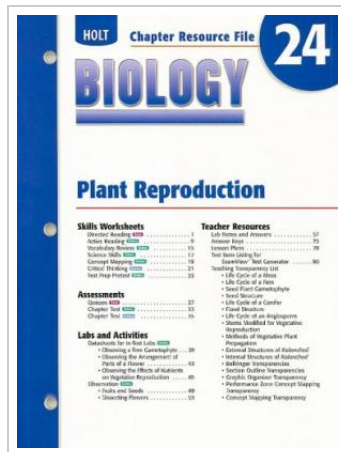 HOLT
Chapter Resource File
24
BIOLOGY
Plant Reproduction
Skills Worksheets
Directed Reading
Active Reading
Vocabulary Review
Science Skills
Concept Mapping
Critical Thinking
Test Prep Pretest
Assessments
Quizzes
Chapter Test
Chapter Test
Labs and Activities
Datasheets for In-Text Labs
• Observing a Fern Gametophyte
• Observing the Arrangement of
Parts of a Flower
• Observing the Effects of Nutrients
on Vegetative Reproduction
Observation
• Fruits and Seeds
• Dissecting Flowers
Teacher Resources
Lab Notes and Answers
Answer Keys
Lesson Plans
Test Item Listing for
ExamView Test Generator
Teaching Transparency List
• Life Cycle of a Moss
• Life Cycle of a Fern
• Seed Plant Gametophytes
• Seed Structure
• Life Cycle of a Conifer
• Floral Structure
• Life Cycle of an Angiosperm
• Stems Modified for Vegetative
Reproduction
• Methods of Vegetative Plant
Propagation
• External Structures of Kalanchoë
• Internal Structures of Kalanchoë
• Bellringer Transparencies
• Section Outline Transparencies
• Graphic Organizer Transparency
• Performance Zone Concept Mapping
Transparency
• Concept Mapping Transparency